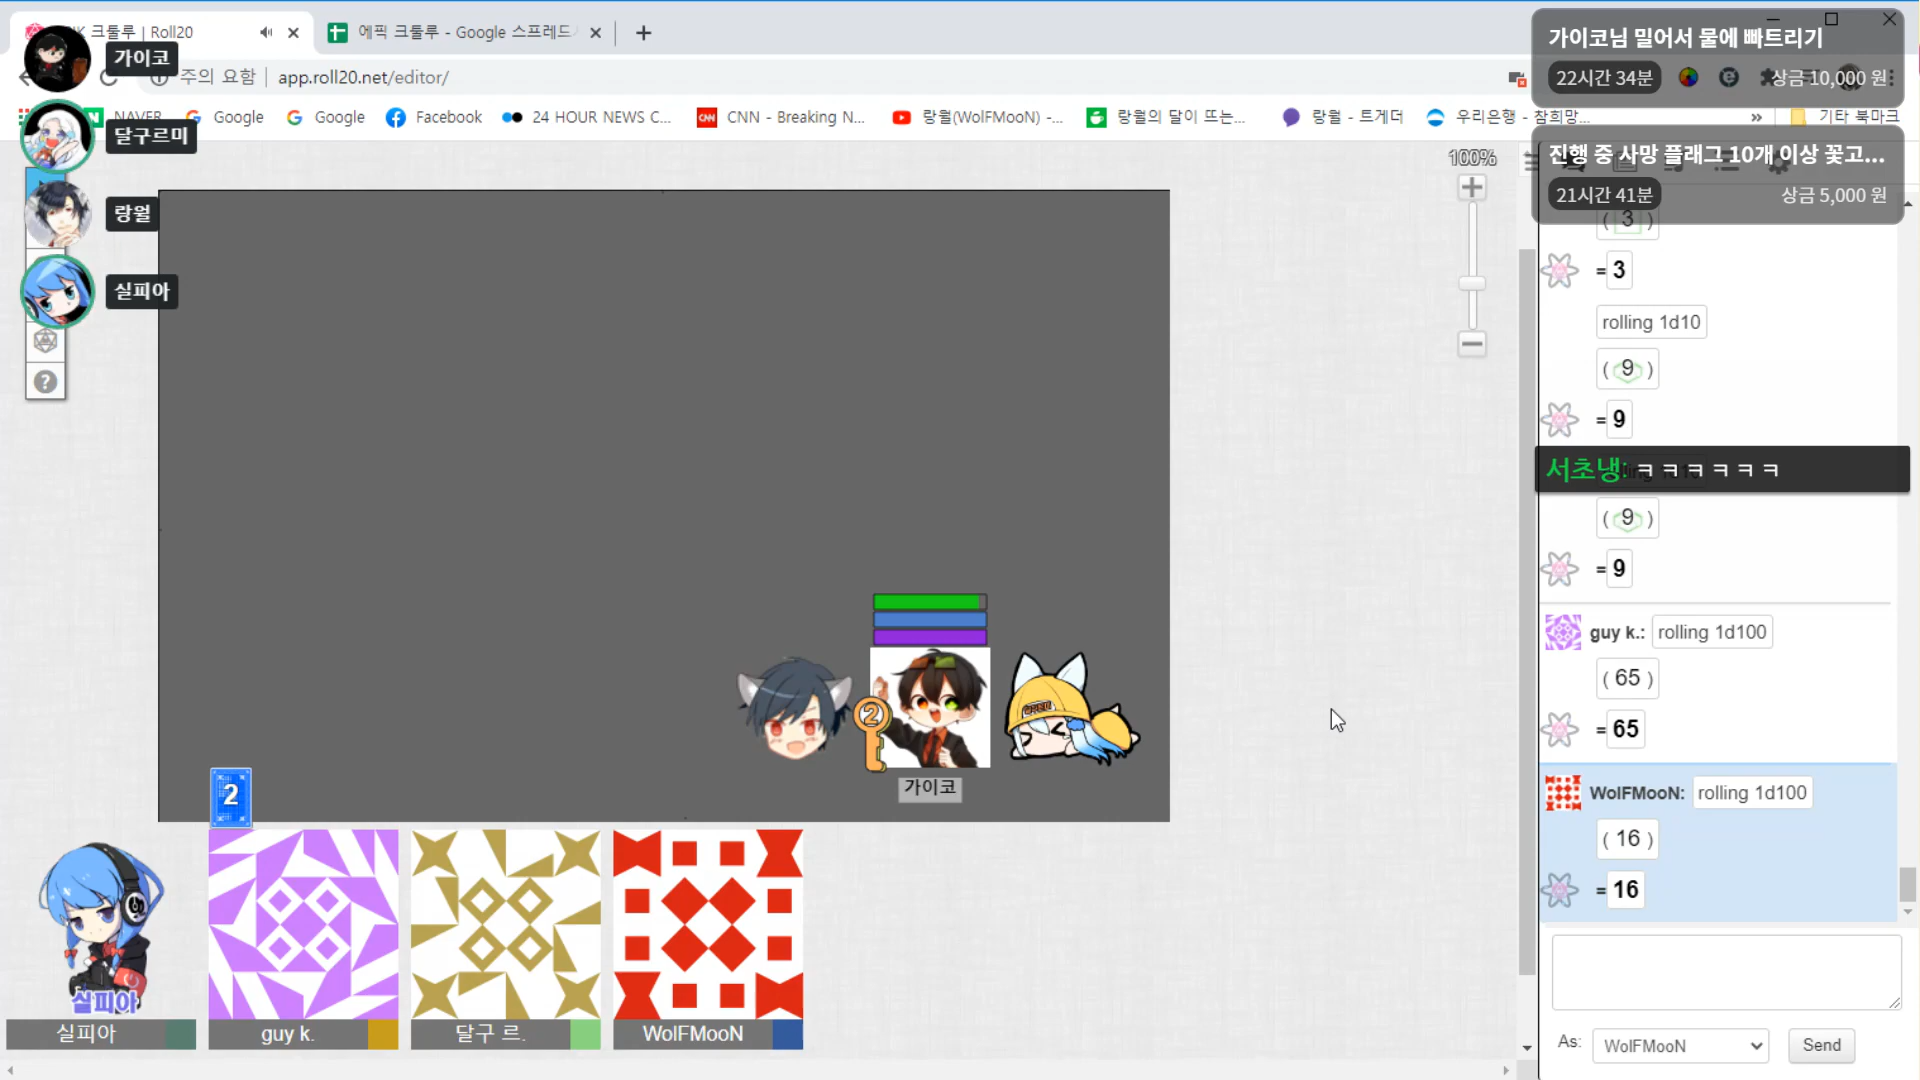 크툴루 | Roll20
에픽 크툴루 - Google 스프레드
주의 요함
app.roll20.net/editor/
NAVER
Google
Google
Facebook
24 HOUR NEWS C...
CNN - Breaking N...
랑월(WolFMooN) -...
랑월의 달이 뜨는...
랑월 - 트게더
우리은행 - 참희망...
»
기타 북마크
가이코
달구르미
랑월
실피아
가이코님 밀어서 물에 빠트리기
22시간 34분
상금 10,000 원
진행 중 사망 플래그 10개 이상 꽃고...
21시간 41분
상금 5,000 원
100%
( 3 )
= 3
rolling 1d10
( 9 )
= 9
서초냉: ㅋㅋㅋㅋㅋㅋ
( 9 )
= 9
guy k.: rolling 1d100
( 65 )
= 65
WolFMooN: rolling 1d100
( 16 )
= 16
As: WolFMooN
Send
2
가이코
2
실피아
실피아
guy k.
달구 르.
WolFMooN